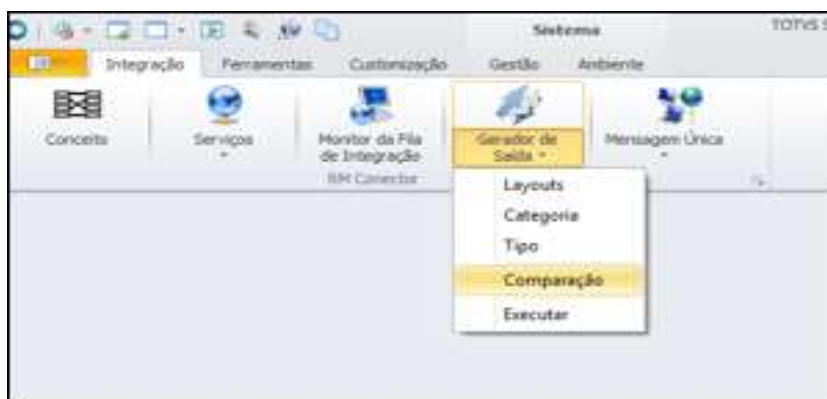 Sistema
TOTVS S
Integração Ferramentas Customização Gestão Ambiente
Conceito
Serviços
Monitor da Fila
de Integração
Gerador de
Saída
Mensagem Única
RM Conector
Layouts
Categoria
Tipo
Comparação
Executar